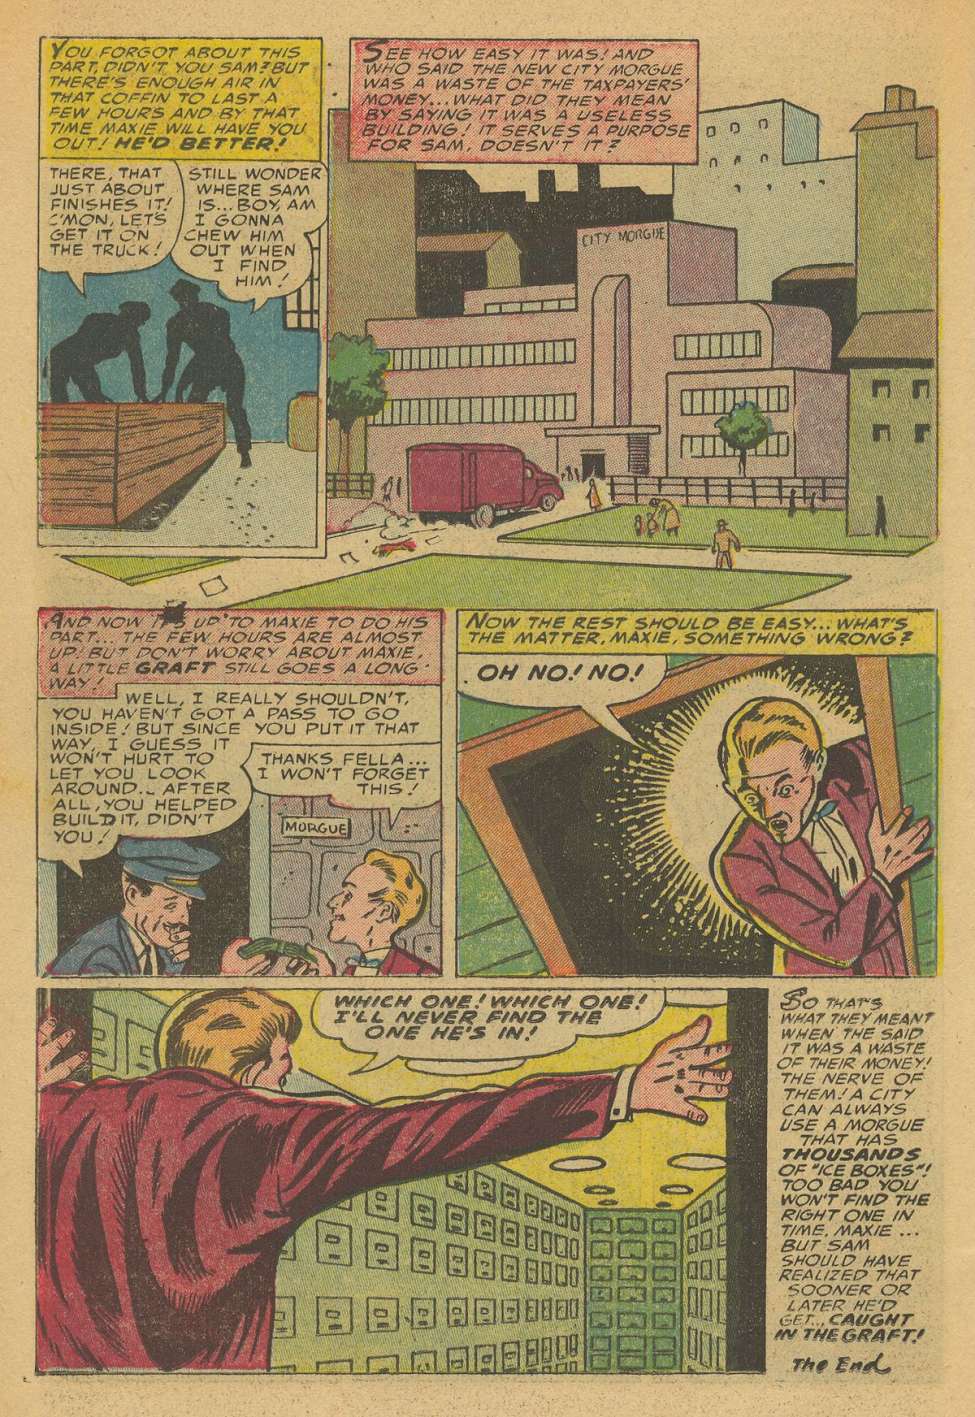 YOU FORGOT ABOUT THIS
PART, DIDN'T YOU SAM? BUT
THERE'S ENOUGH AIR IN
THAT COFFIN TO LAST A
FEW HOURS AND BY THAT
TIME MAXIE WILL HAVE YOU
OUT! HE'D BETTER!
THERE, THAT
JUST ABOUT
FINISHES IT!
C'MON, LET'S
GET IT ON
THE TRUCK!
STILL WONDER
WHERE SAM
IS... BOY, AM
I GONNA
CHEW HIM
OUT WHEN
I FIND
HIM!
SEE HOW EASY IT WAS! AND
WHO SAID THE NEW CITY MORGUE
WAS A WASTE OF THE TAXPAYERS'
MONEY... WHAT DID THEY MEAN
BY SAYING IT WAS A USELESS
BUILDING! IT SERVES A PURPOSE
FOR SAM, DOESN'T IT?
CITY MORGUE
AND NOW IT'S UP TO MAXIE TO DO HIS
PART... THE FEW HOURS ARE ALMOST
UP! BUT DON'T WORRY ABOUT MAXIE,
A LITTLE GRAFT STILL GOES A LONG
WAY!
WELL, I REALLY SHOULDN'T,
YOU HAVEN'T GOT A PASS TO GO
INSIDE! BUT SINCE YOU PUT IT THAT
WAY, I GUESS IT
WON'T HURT TO
LET YOU LOOK
AROUND... AFTER
ALL, YOU HELPED
BUILD IT, DIDN'T
YOU!
THANKS FELLA...
I WON'T FORGET
THIS!
MORGUE
NOW THE REST SHOULD BE EASY... WHAT'S
THE MATTER, MAXIE, SOMETHING WRONG?
OH NO! NO!
WHICH ONE! WHICH ONE!
I'LL NEVER FIND THE
ONE HE'S IN!
SO THAT'S
WHAT THEY MEANT
WHEN THE SAID
IT WAS A WASTE
OF THEIR MONEY!
THE NERVE OF
THEM! A CITY
CAN ALWAYS
USE A MORGUE
THAT HAS
THOUSANDS
OF "ICE BOXES"!
TOO BAD YOU
WON'T FIND THE
RIGHT ONE IN
TIME, MAXIE ...
BUT SAM
SHOULD HAVE
REALIZED THAT
SOONER OR
LATER HE'D
GET... CAUGHT
IN THE GRAFT!
The End